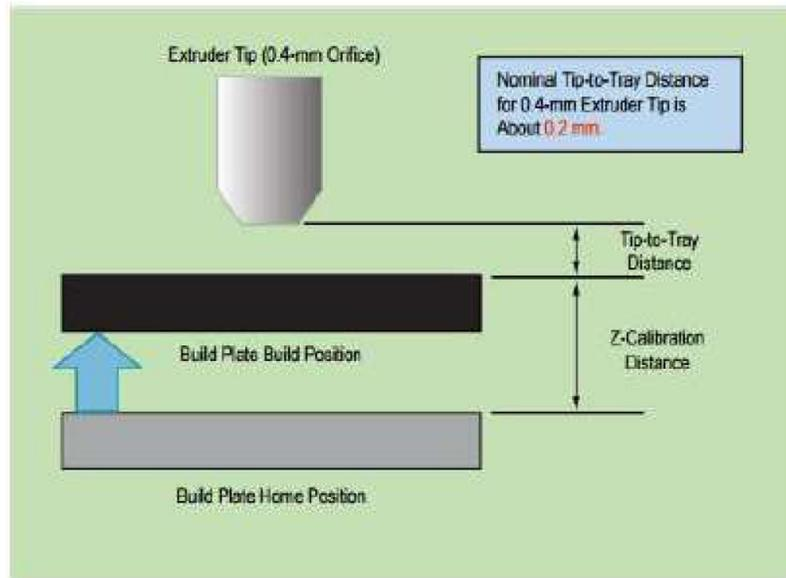 Extruder Tip (0.4-mm Orifice)
Nominal Tip-to-Tray Distance
for 0.4-mm Extruder Tip is
About 0.2 mm.
Tip-to-Tray
Distance
Build Plate Build Position
Z-Calibration
Distance
Build Plate Home Position